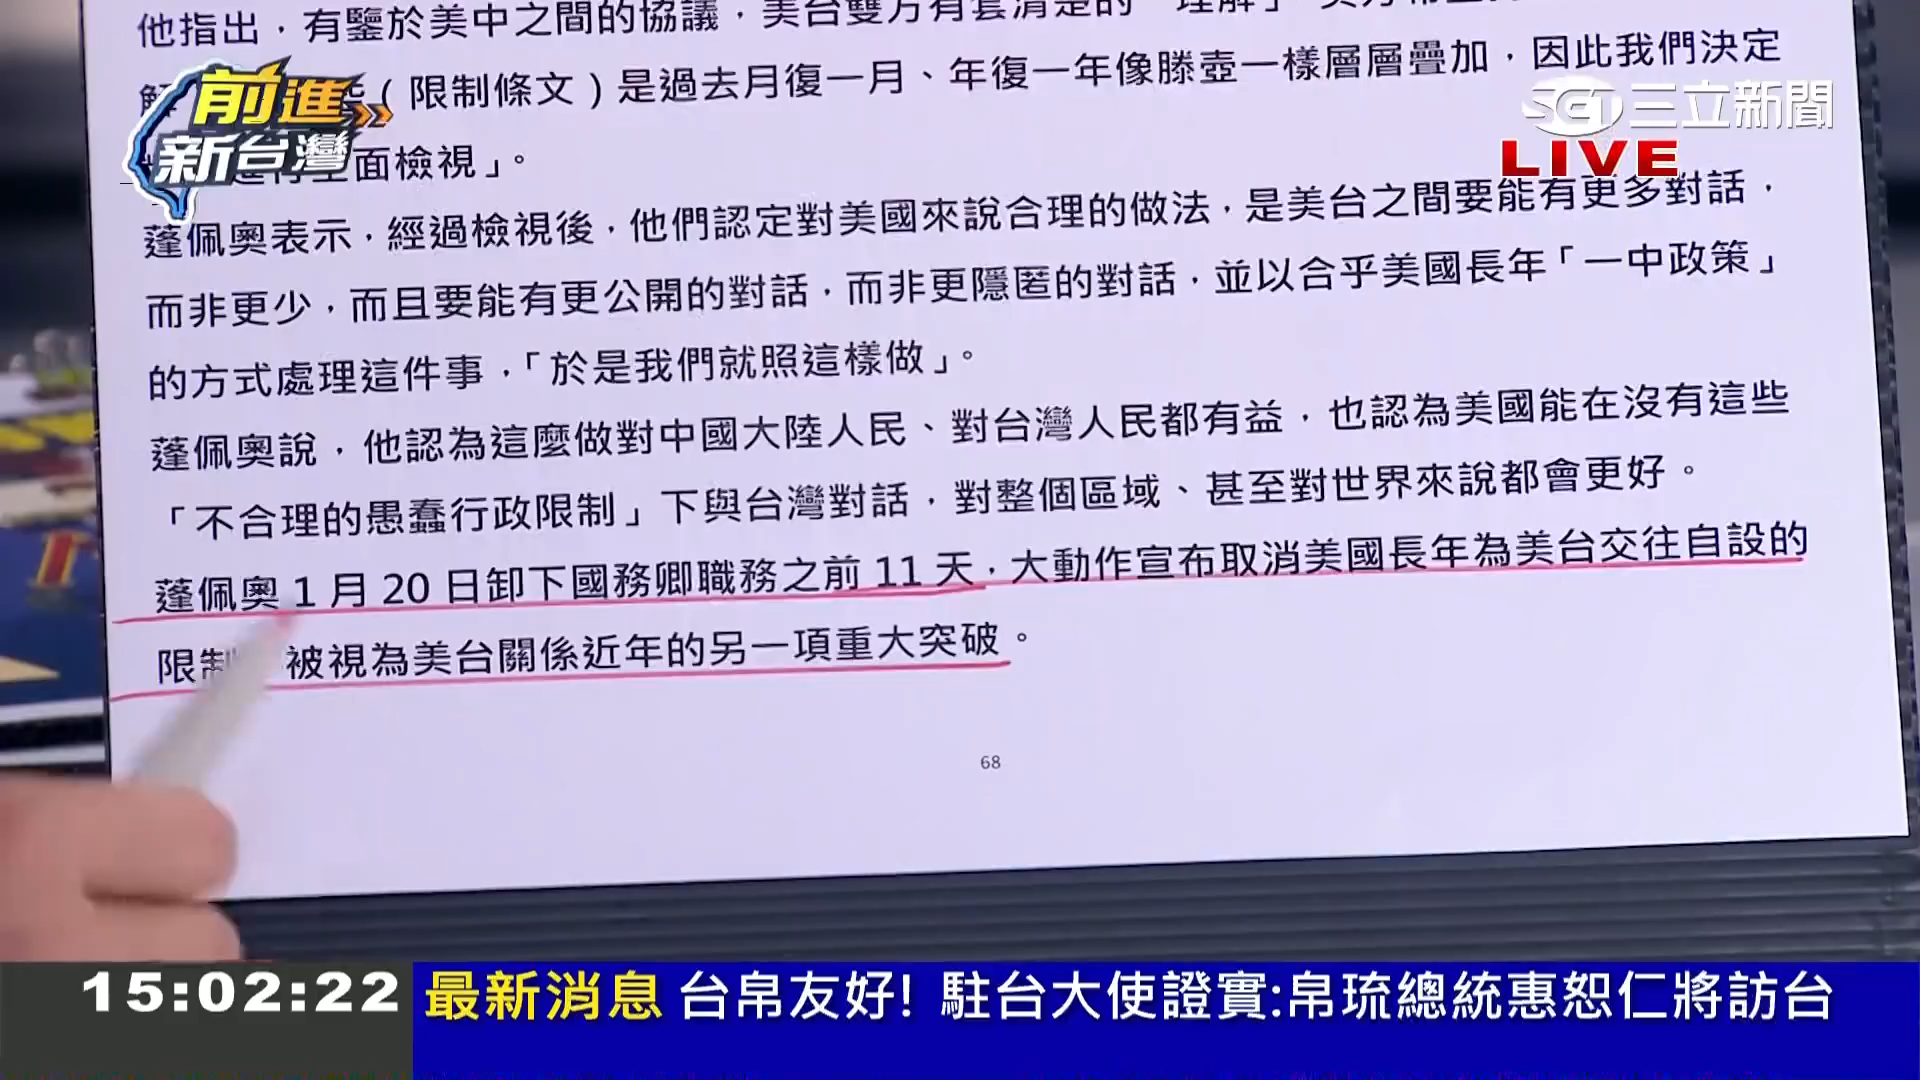 他指出，有鑒於美中之間的協議，美台雙方有套清楚的「理解」
解 （限制條文）是過去月復一月、年復一年像滕壺一樣層層疊加，因此我們決定
面檢視」。
蓬佩奧表示，經過檢視後，他們認定對美國來說合理的做法，是美台之間要能有更多對話，
而非更少，而且要能有更公開的對話，而非更隱匿的對話，並以合乎美國長年「一中政策」
的方式處理這件事，「於是我們就照這樣做」。
蓬佩奧說，他認為這麼做對中國大陸人民、對台灣人民都有益，也認為美國能在沒有這些
「不合理的愚蠢行政限制」下與台灣對話，對整個區域、甚至對世界來說都會更好。
蓬佩奧 1 月 20 日卸下國務卿職務之前 11 天，大動作宣布取消美國長年為美台交往自設的
限制 被視為美台關係近年的另一項重大突破。
68
前進
新台灣
SET三立新聞
LIVE
15:02:22
最新消息 台帛友好! 駐台大使證實:帛琉總統惠恕仁將訪台